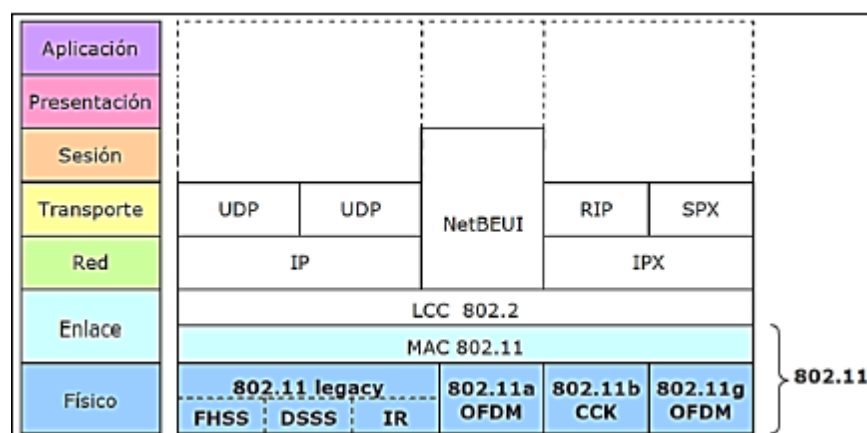 Aplicación
Presentación
Sesión
Transporte
UDP
UDP
NetBEUI
RIP
SPX
Red
IP
IPX
Enlace
LCC 802.2
MAC 802.11
802.11
Físico
802.11 legacy
FHSS
DSSS
IR
802.11a
OFDM
802.11b
CCK
802.11g
OFDM